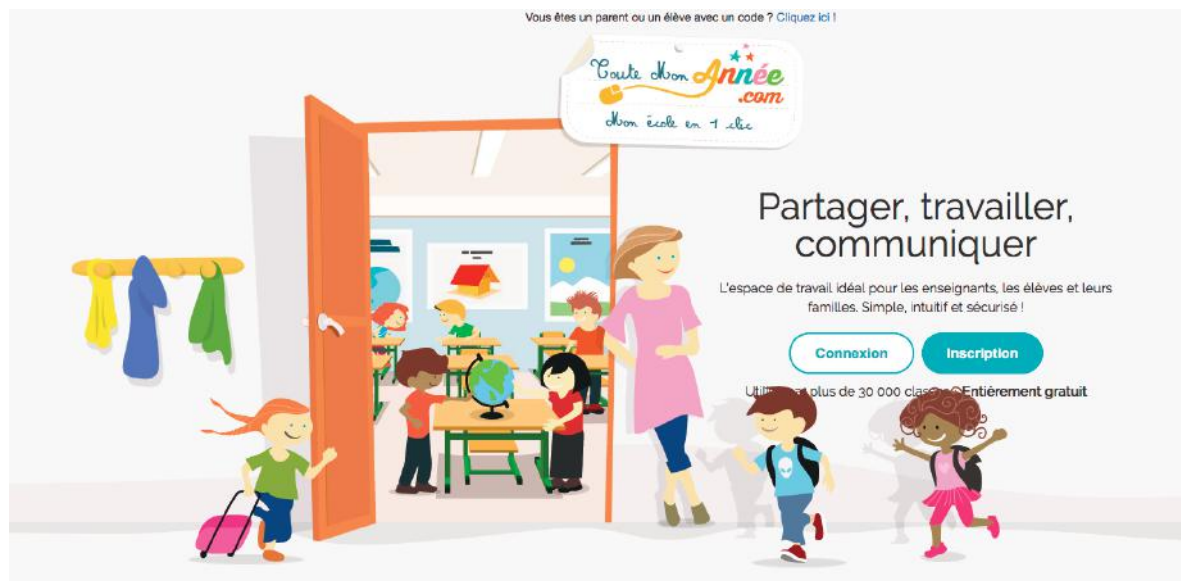 Vous êtes un parent ou un élève avec un code ? Cliquez ici !
Toute Mon Année
.com
Mon école en 1 clic
Partager, travailler,
communiquer
L'espace de travail idéal pour les enseignants, les élèves et leurs
familles. Simple, intuitif et sécurisé !
Connexion Inscription
plus de 30 000 Entièrement gratuit